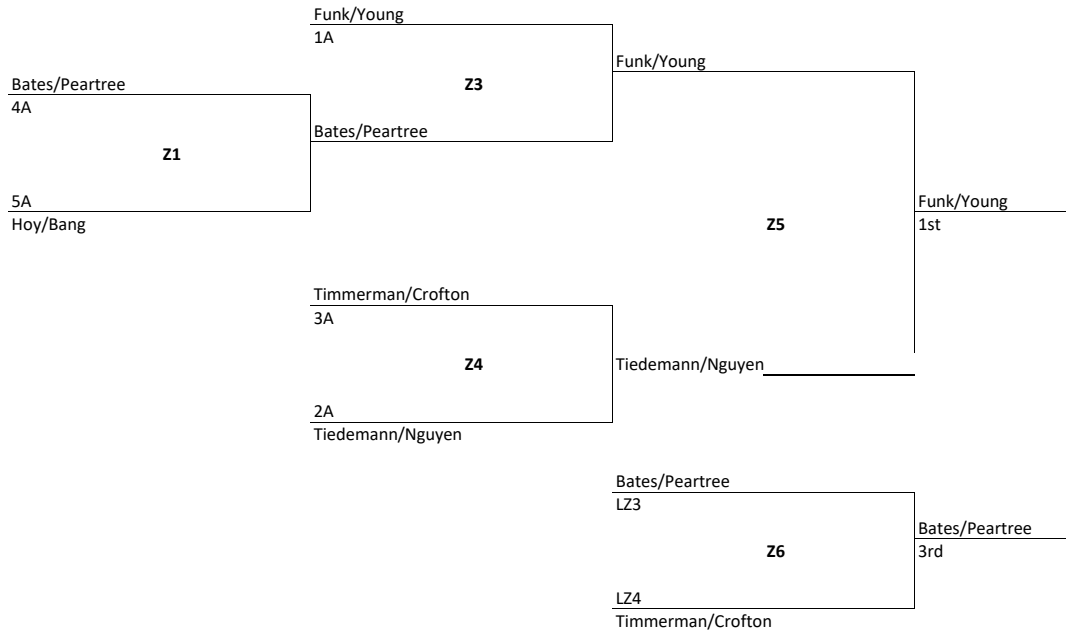 Funk/Young
1A
Funk/Young
Z3
Bates/Peartree
4A
Bates/Peartree
Z1
5A
Hoy/Bang
Funk/Young
1st
Z5
Timmerman/Crofton
3A
Z4
Tiedemann/Nguyen
2A
Tiedemann/Nguyen
Bates/Peartree
LZ3
Bates/Peartree
3rd
Z6
LZ4
Timmerman/Crofton